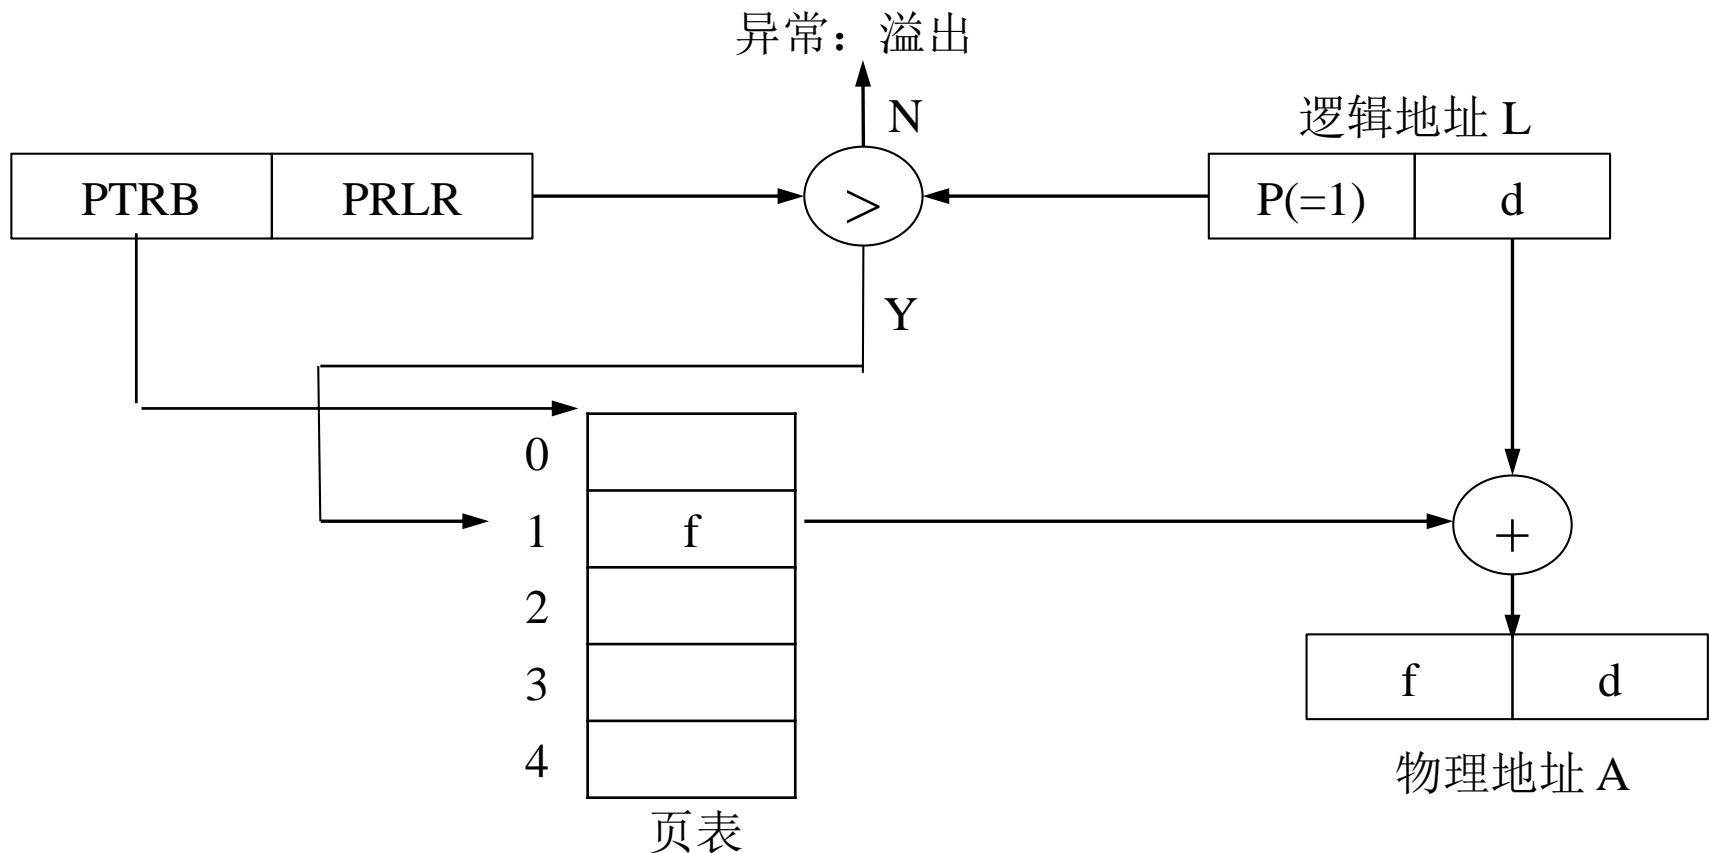 异常：溢出
N
逻辑地址 L
PTRB PRLR > P(=1) d
Y
0
1 f +
2
3 f d
4
物理地址 A
页表